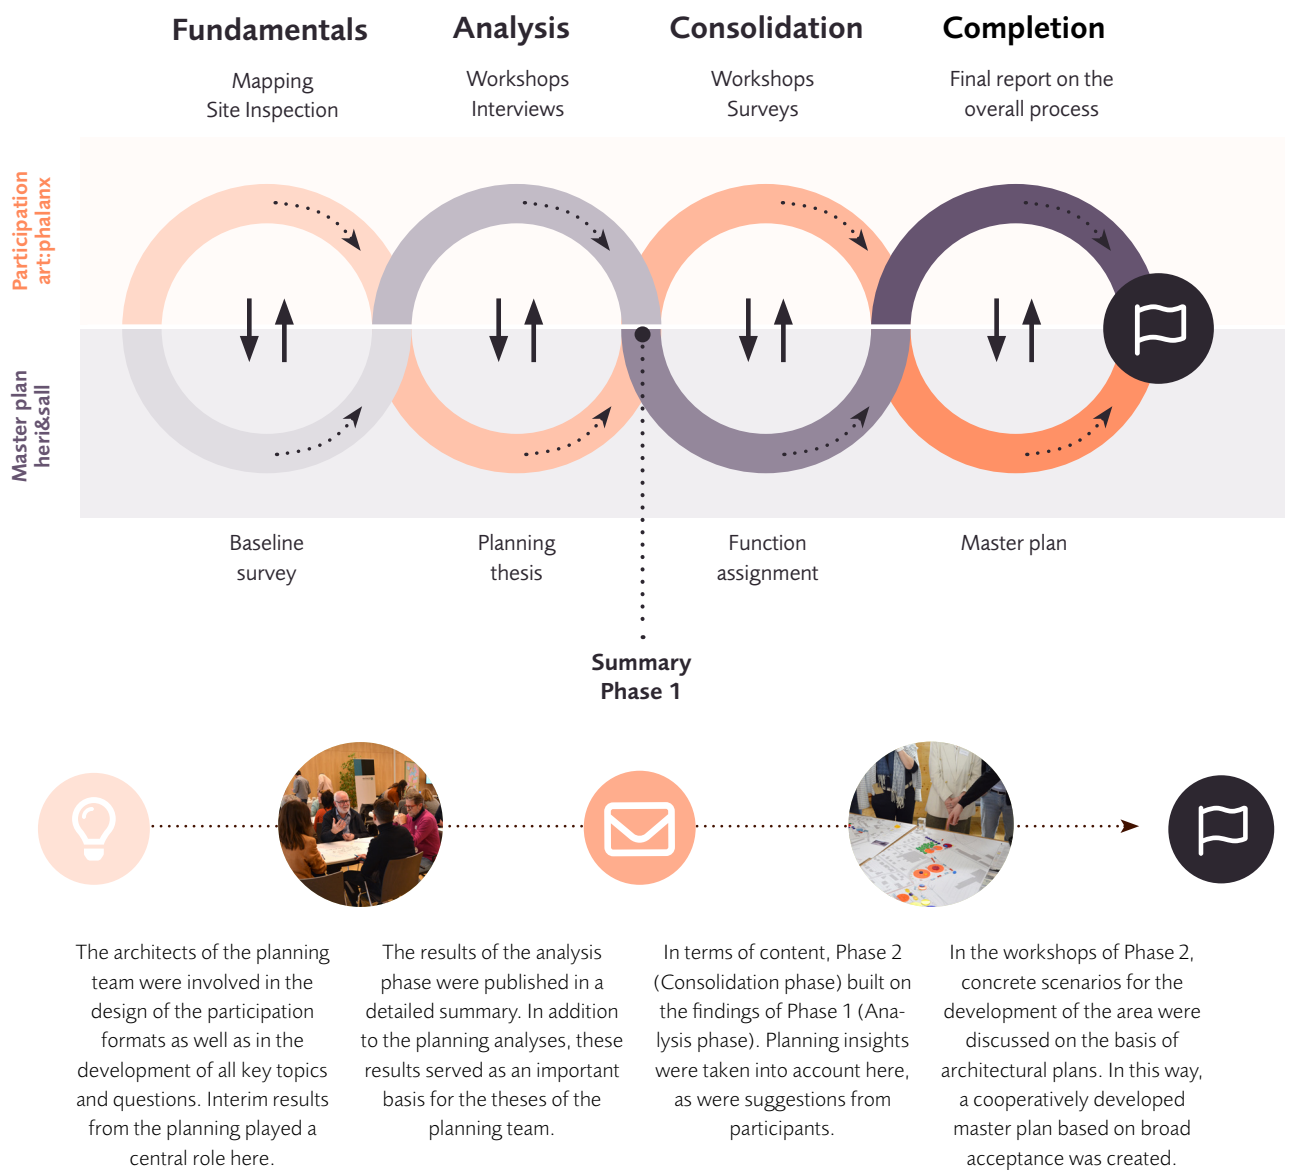 Fundamentals
Analysis
Consolidation
Completion
Mapping
Site Inspection
Workshops
Interviews
Workshops
Surveys
Final report on the
overall process
Participation
art:phalanx
Master plan
heri&sall
Baseline
survey
Planning
thesis
Function
assignment
Master plan
Summary
Phase 1
The architects of the planning
team were involved in the
design of the participation
formats as well as in the
development of all key topics
and questions. Interim results
from the planning played a
central role here.
The results of the analysis
phase were published in a
detailed summary. In addition
to the planning analyses, these
results served as an important
basis for the theses of the
planning team.
In terms of content, Phase 2
(Consolidation phase) built on
the findings of Phase 1 (Ana-
lysis phase). Planning insights
were taken into account here,
as were suggestions from
participants.
In the workshops of Phase 2,
concrete scenarios for the
development of the area were
discussed on the basis of
architectural plans. In this way,
a cooperatively developed
master plan based on broad
acceptance was created.